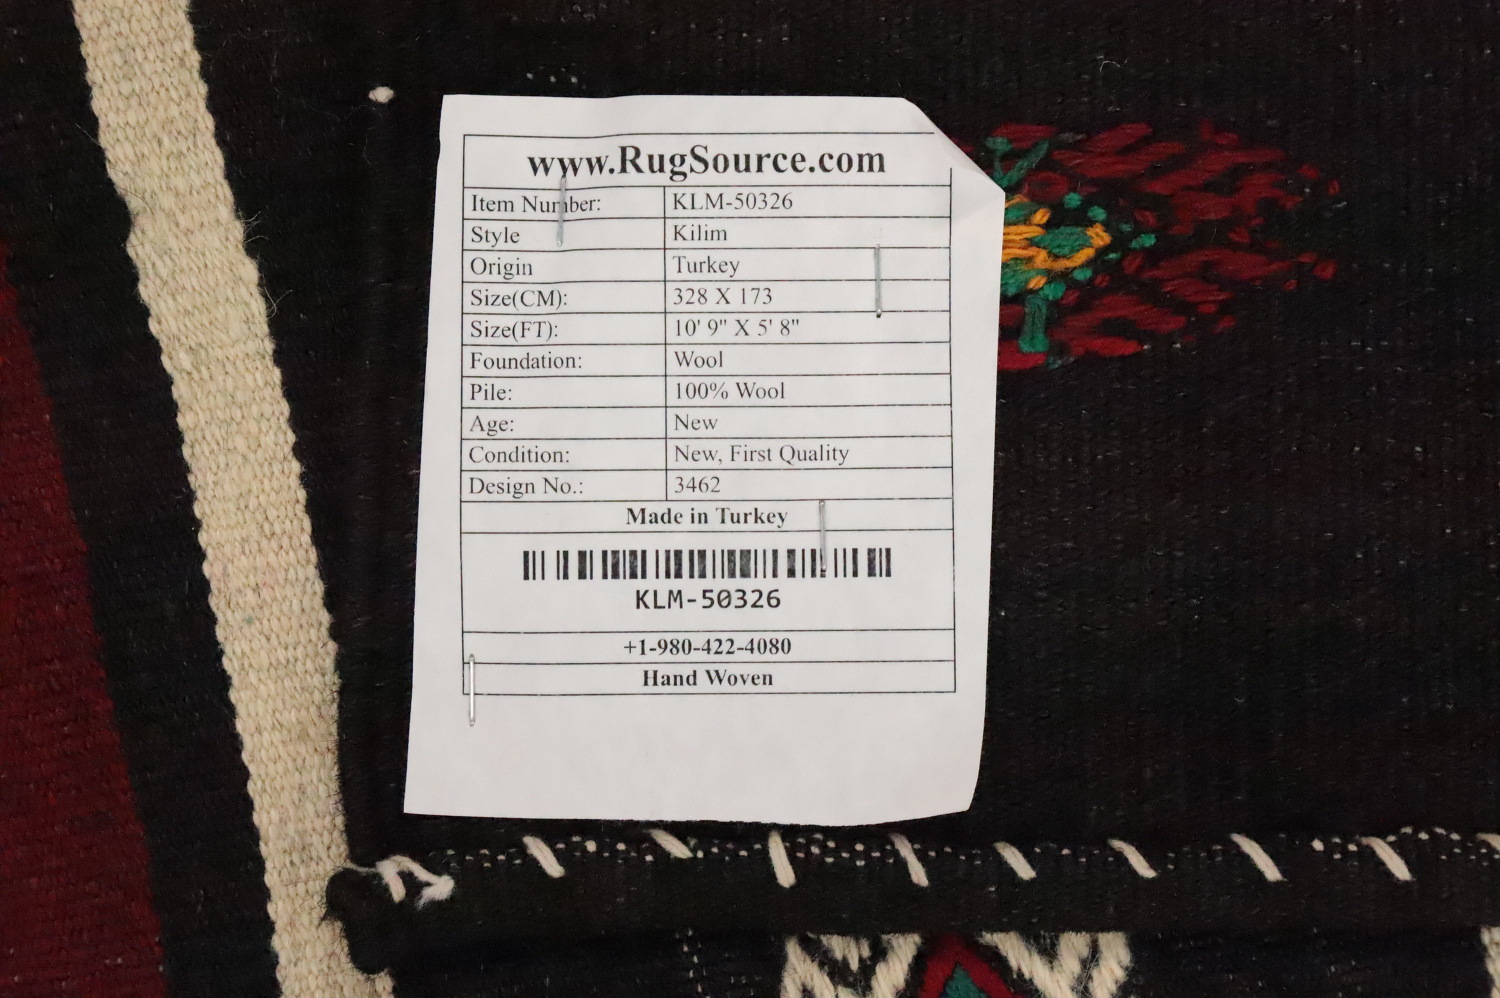 www.RugSource.com
Item Number: KLM-50326
Style Kilim
Origin Turkey
Size(CM): 328 X 173
Size(FT): 10' 9" X 5' 8"
Foundation: Wool
Pile: 100% Wool
Age: New
Condition: New, First Quality
Design No.: 3462
Made in Turkey
KLM-50326
+1-980-422-4080
Hand Woven